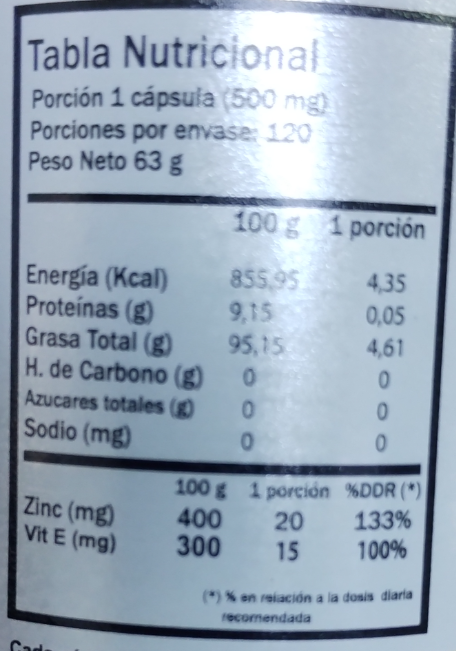 Tabla Nutricional
Porción 1 cápsula (500 mg)
Porciones por envase: 120
Peso Neto 63 g
100 g 1 porción
Energía (Kcal) 855,95 4,35
Proteínas (g) 9,15 0,05
Grasa Total (g) 95,15 4,61
H. de Carbono (g) 0 0
Azucares totales (g) 0 0
Sodio (mg) 0 0
100 g 1 porción %DDR (*)
Zinc (mg) 400 20 133%
Vit E (mg) 300 15 100%
(*) % en relación a la dosis diaria
recomendada